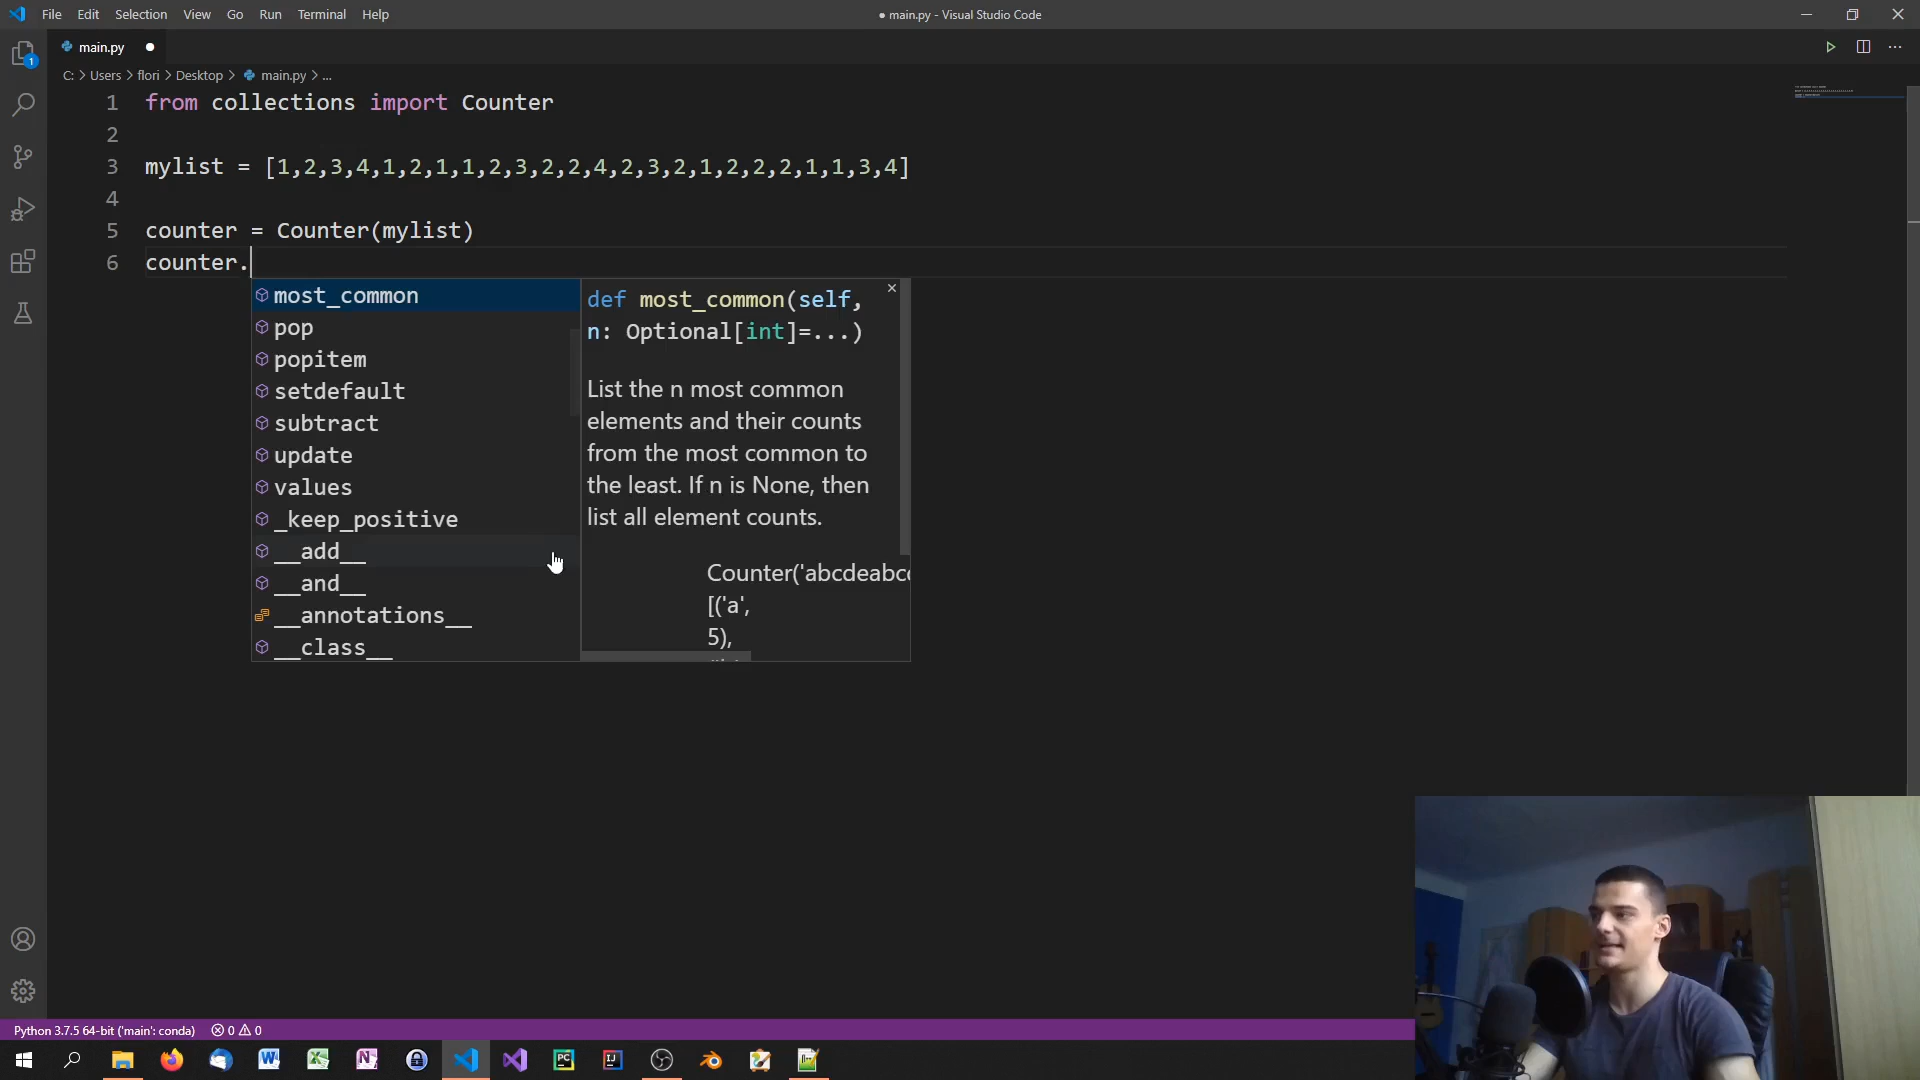 File Edit Selection View Go Run Terminal Help
● main.py - Visual Studio Code
1
main.py
C: > Users > flori > Desktop > main.py > ...
1 from collections import Counter
2
3 mylist = [1,2,3,4,1,2,1,1,2,3,2,2,4,2,3,2,1,2,2,2,1,1,3,4]
4
5 counter = Counter(mylist)
6 counter.
most_common
pop
popitem
setdefault
subtract
update
values
_keep_positive
__add__
__and__
__annotations__
__class__
def most_common(self,
n: Optional[int]=...)
List the n most common
elements and their counts
from the most common to
the least. If n is None, then
list all element counts.
Counter('abcdeabc
[('a',
5),
Python 3.7.5 64-bit ('main': conda) 0 0
W X N PC IJ